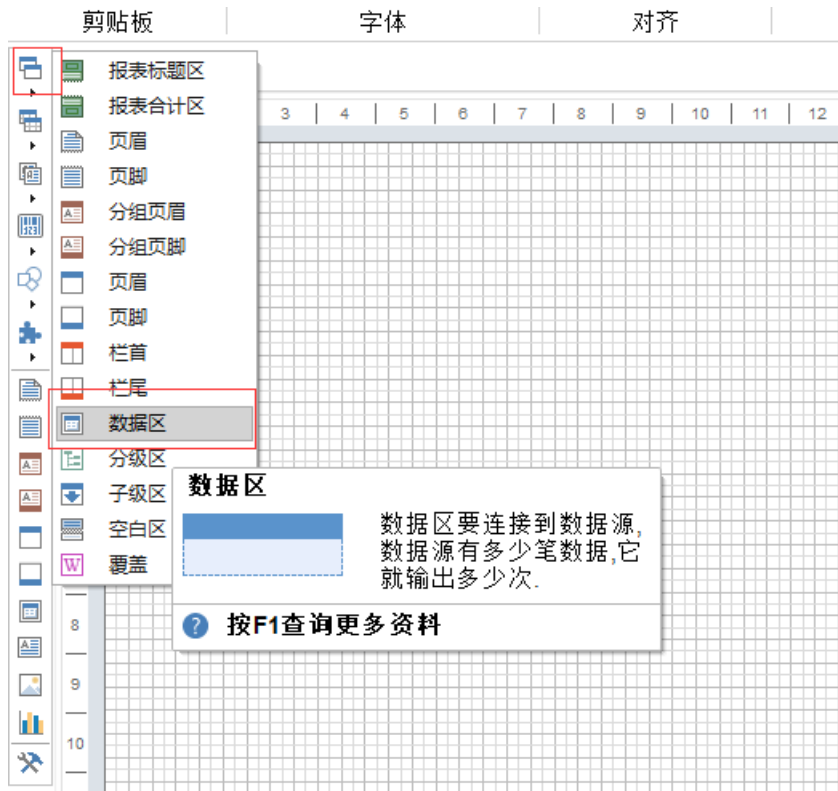 剪贴板 字体 对齐
报表标题区
报表合计区
3 4 5 6 7 8 9 10 11 12
页眉
页脚
分组页眉
分组页脚
页眉
页脚
栏首
栏尾
数据区
分级区
子级区
数据区
空白区
数据区要连接到数据源,
数据源有多少笔数据,它
就输出多少次.
覆盖
8
按F1查询更多资料
9
10